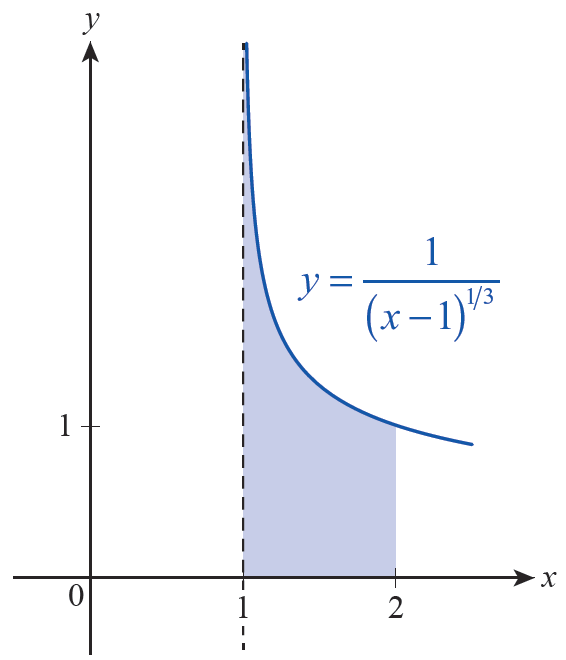 y
y = 1/(x − 1)^{1/3}
1
0
1
2
x